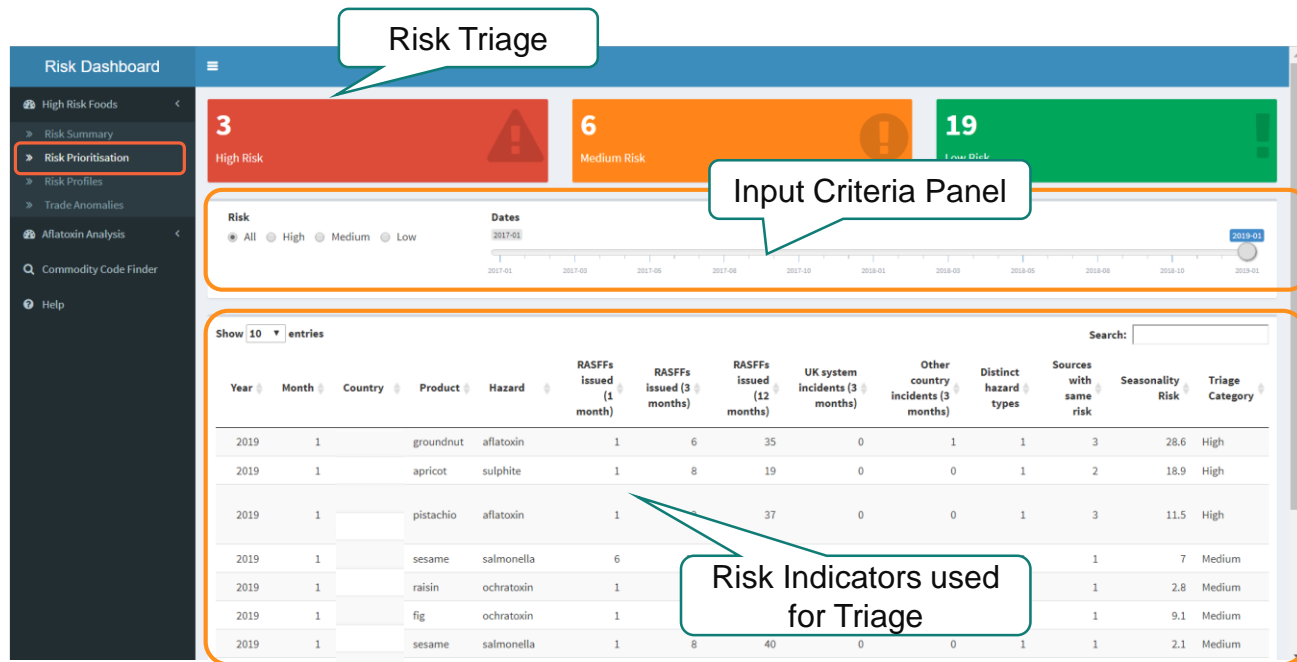 Risk Triage
Risk Dashboard
High Risk Foods
Risk Summary
Risk Prioritisation
Risk Profiles
Trade Anomalies
Aflatoxin Analysis
Commodity Code Finder
Help
3
High Risk
6
Medium Risk
19
Low Risk
Input Criteria Panel
Risk
All High Medium Low
Dates
2017-01 2019-01
2017-01 2017-03 2017-05 2017-08 2017-10 2018-01 2018-03 2018-05 2018-08 2018-10 2019-01
Show 10 entries
Search:
Year Month Country Product Hazard RASFFs issued (1 month) RASFFs issued (3 months) RASFFs issued (12 months) UK system incidents (3 months) Other country incidents (3 months) Distinct hazard types Sources with same risk Seasonality Risk Triage Category
2019 1 groundnut aflatoxin 1 6 35 0 1 1 3 28.6 High
2019 1 apricot sulphite 1 8 19 0 0 1 2 18.9 High
2019 1 pistachio aflatoxin 1 37 0 0 1 3 11.5 High
2019 1 sesame salmonella 6 1 7 Medium
2019 1 raisin ochratoxin 1 1 2.8 Medium
2019 1 fig ochratoxin 1 1 9.1 Medium
2019 1 sesame salmonella 1 8 40 0 0 1 1 2.1 Medium
Risk Indicators used
for Triage